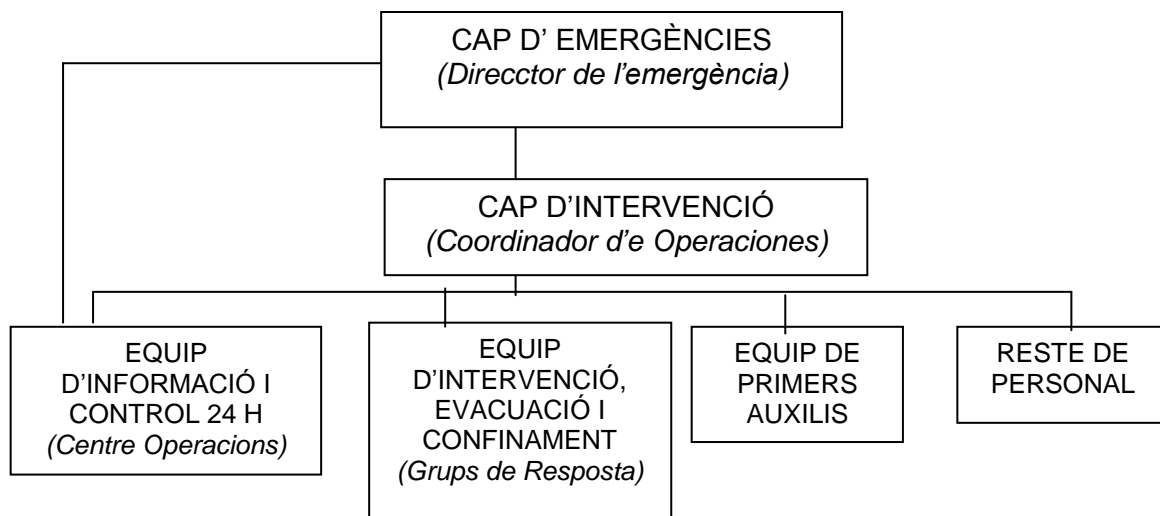 CAP D' EMERGÈNCIES
(Direcctor de l'emergència)
CAP D'INTERVENCIÓ
(Coordinador d'e Operaciones)
EQUIP
D'INFORMACIÓ I
CONTROL 24 H
(Centre Operacions)
EQUIP
D'INTERVENCIÓ,
EVACUACIÓ I
CONFINAMENT
(Grups de Resposta)
EQUIP DE
PRIMERS
AUXILIS
RESTE DE
PERSONAL